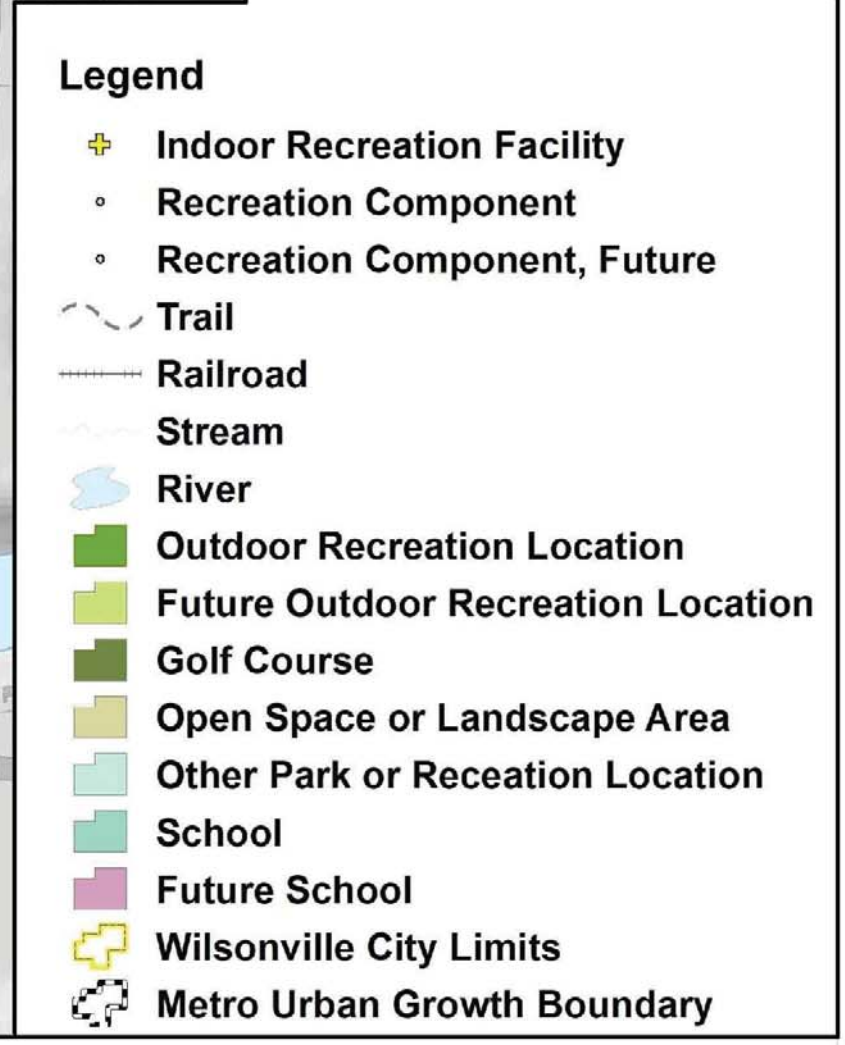 Legend
Indoor Recreation Facility
Recreation Component
Recreation Component, Future
Trail
Railroad
Stream
River
Outdoor Recreation Location
Future Outdoor Recreation Location
Golf Course
Open Space or Landscape Area
Other Park or Receation Location
School
Future School
Wilsonville City Limits
Metro Urban Growth Boundary